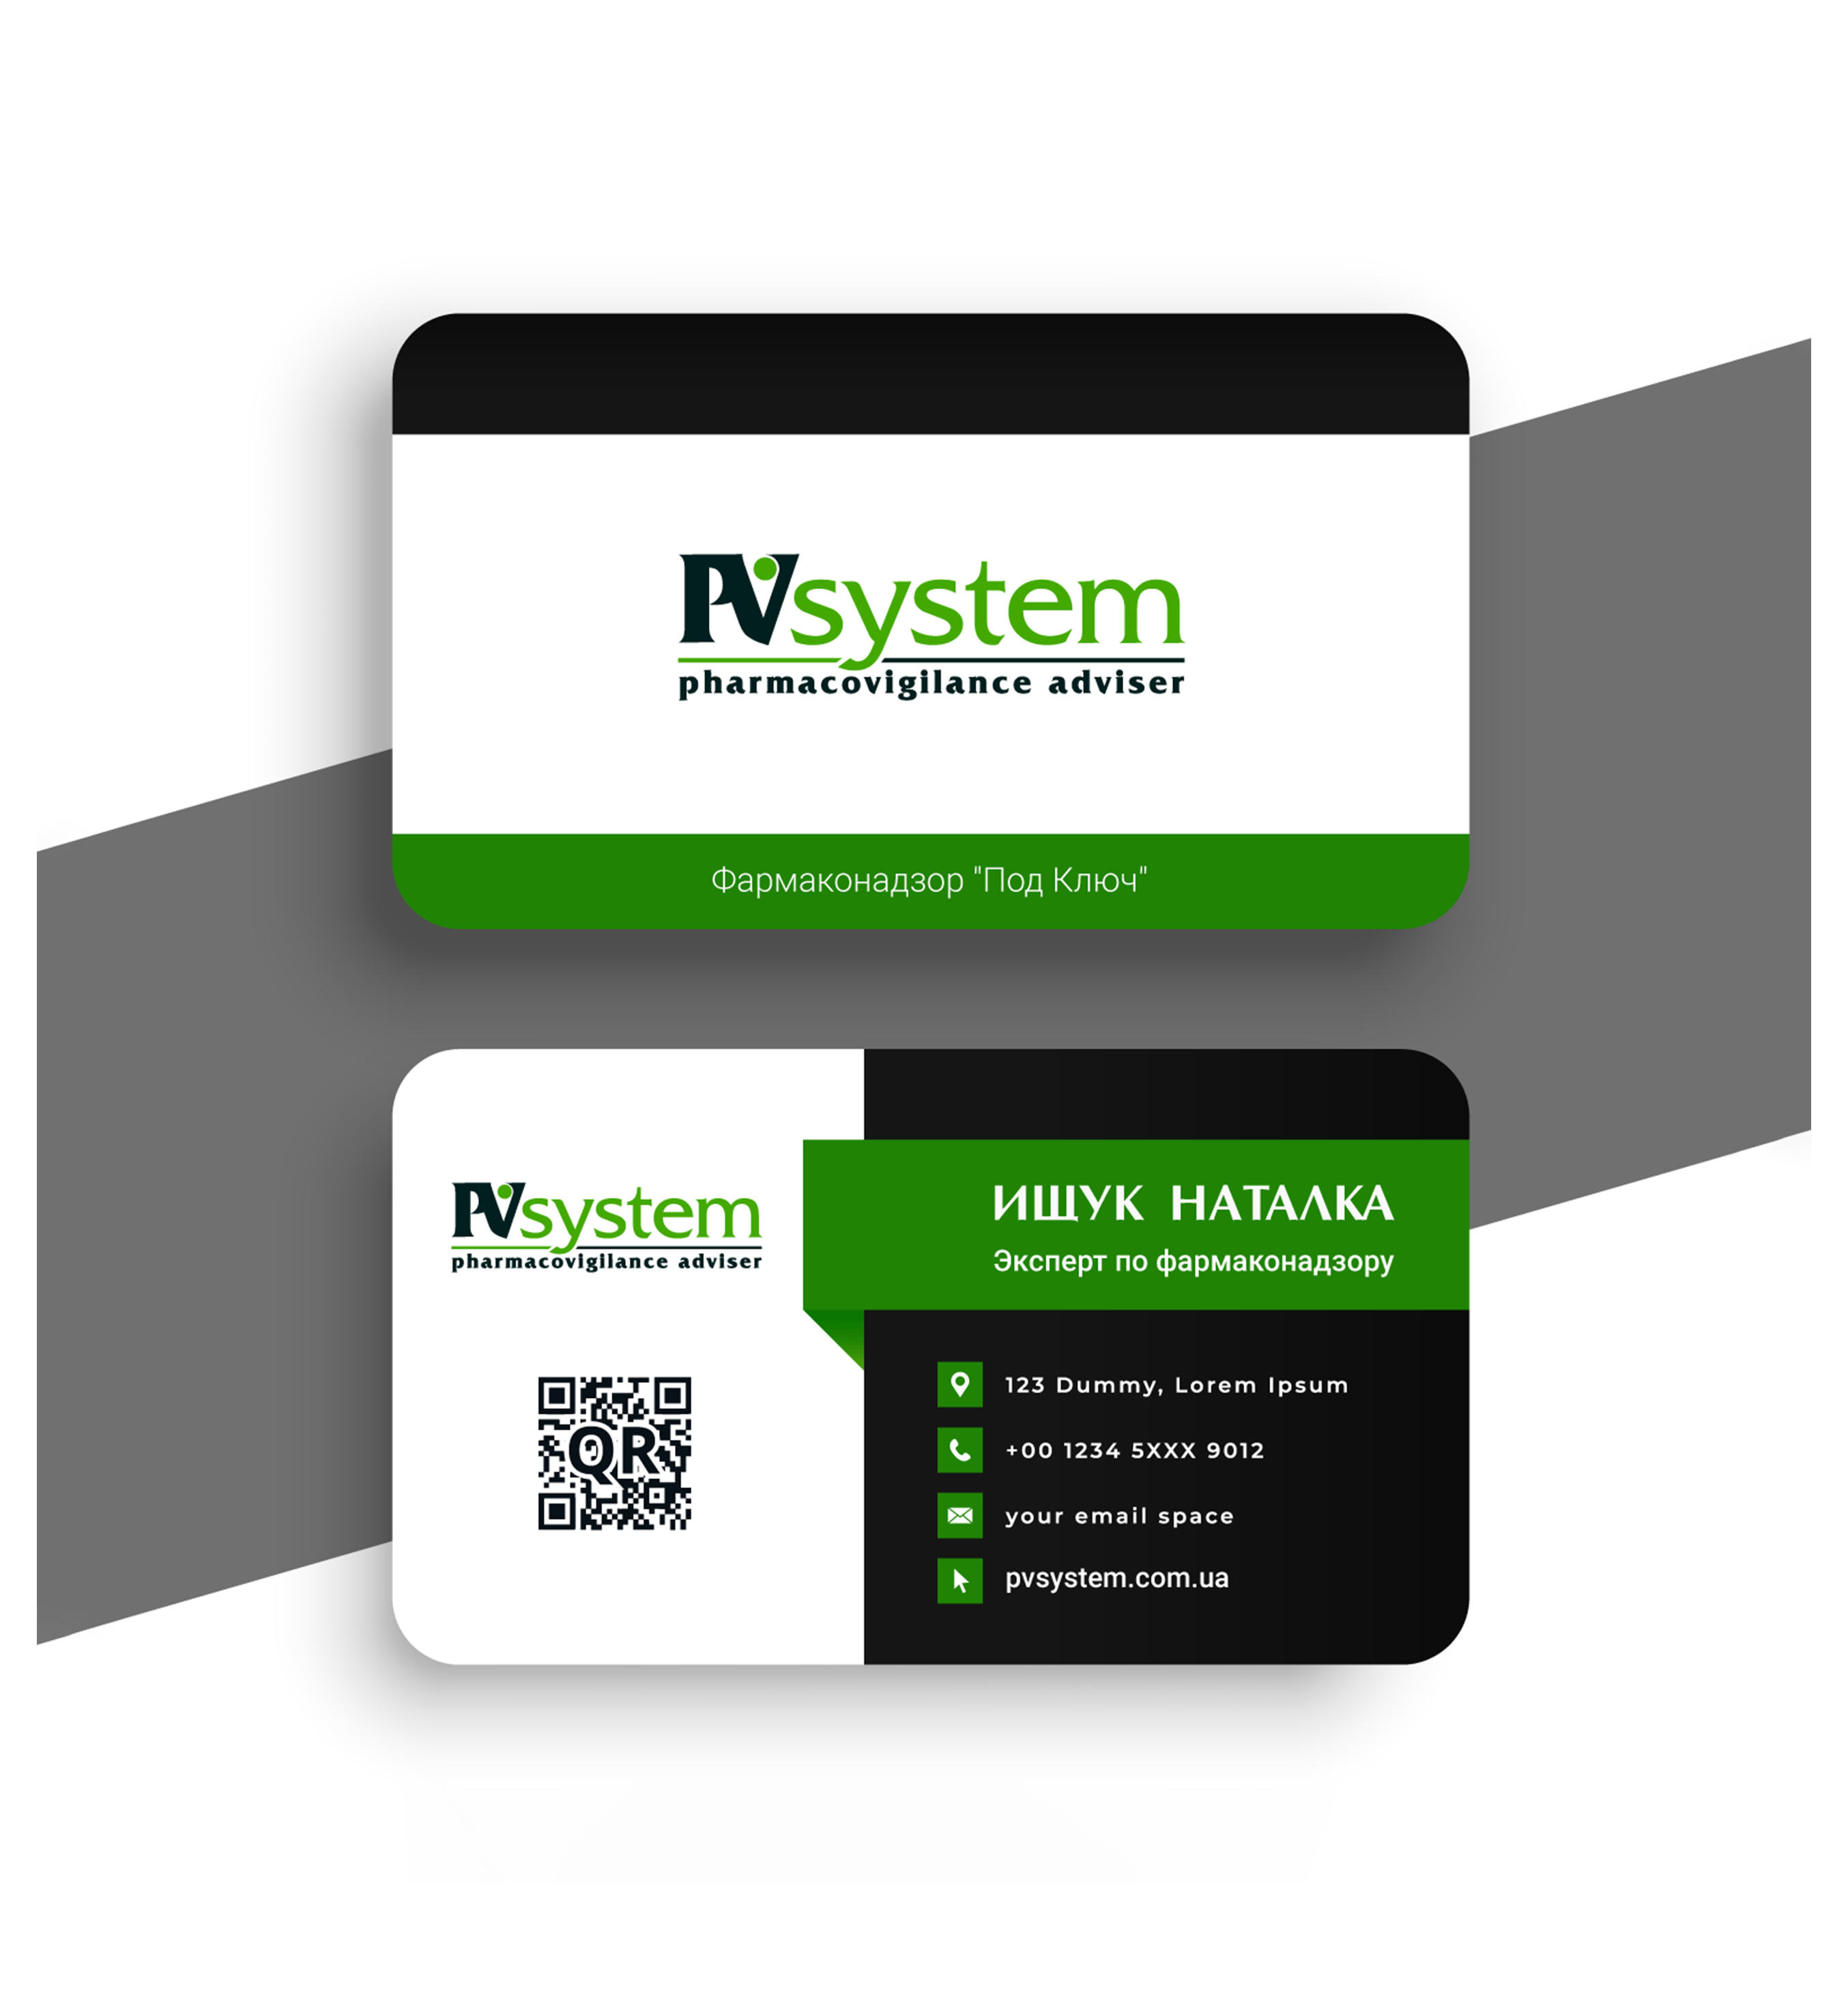 PVsystem
pharmacovigilance adviser
Фармаконадзор "Под Ключ"
PVsystem
pharmacovigilance adviser
QR
ИЩУК НАТАЛКА
Эксперт по фармаконадзору
123 Dummy, Lorem Ipsum
+00 1234 5XXX 9012
your email space
pvsystem.com.ua